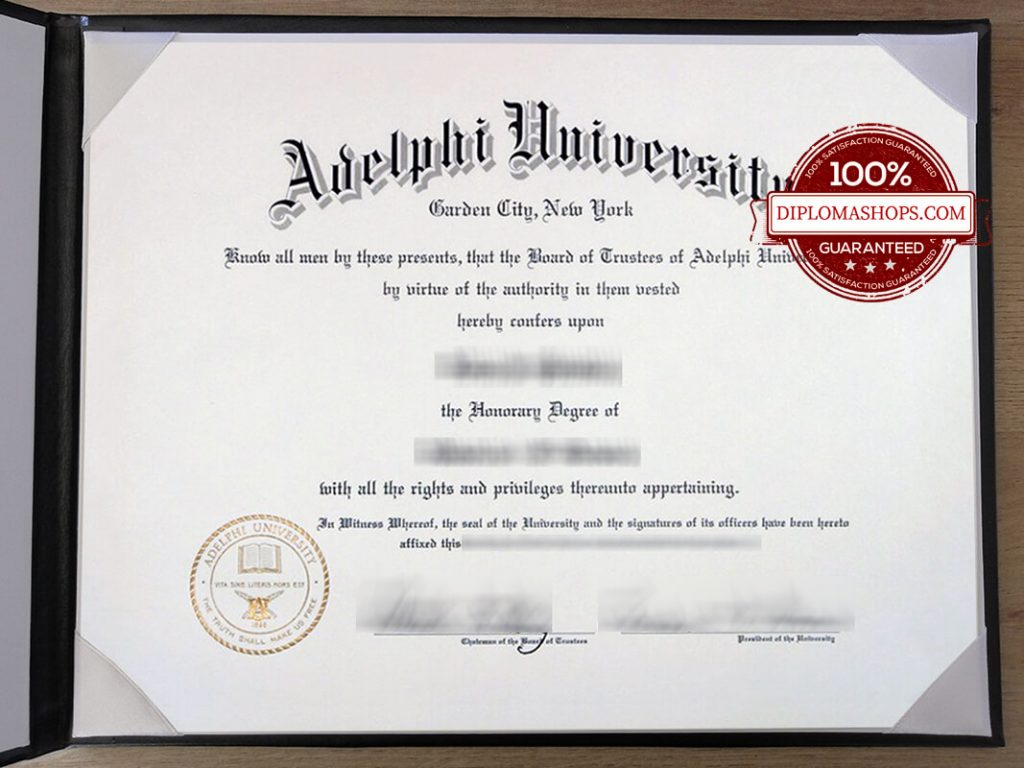 Adelphi University
Garden City, New York
Know all men by these presents, that the Board of Trustees of Adelphi
by virtue of the authority in them vested
hereby confers upon
the Honorary Degree of
with all the rights and privileges thereunto appertaining.
In Witness Whereof, the seal of the University and the signatures of its officers have been hereto
affixed this
Chairman of the Board of Trustees
President of the University
ADELPHI UNIVERSITY
VITA SINE LITERIS MORS EST
1896
THE TRUTH SHALL MAKE US FREE
100% SATISFACTION GUARANTEED
100%
DIPLOMASHOPS.COM
GUARANTEED
100% SATISFACTION GUARANTEED